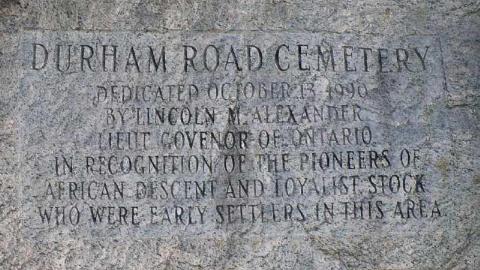 DURHAM ROAD CEMETERY
DEDICATED OCTOBER 13, 1990
BY LINCOLN M. ALEXANDER
LIEUT GOVENOR OF ONTARIO
IN RECOGNITION OF THE PIONEERS OF
AFRICAN DESCENT AND LOYALIST STOCK
WHO WERE EARLY SETTLERS IN THIS AREA